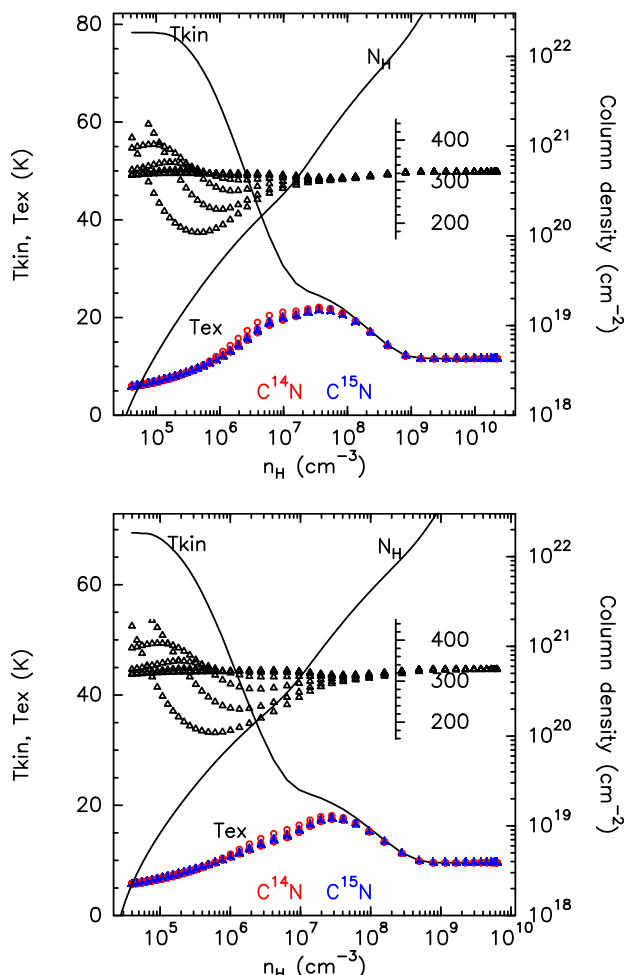 80
60
40
20
0
Tkin, Tex (K)
Tkin
N_H
10^22
10^21
10^20
10^19
10^18
Column density (cm^−2)
400
300
200
Tex
C^14N C^15N
10^5 10^6 10^7 10^8 10^9 10^10
n_H (cm^−3)
60
40
20
0
Tkin, Tex (K)
Tkin
N_H
10^22
10^21
10^20
10^19
10^18
Column density (cm^−2)
400
300
200
Tex
C^14N C^15N
10^5 10^6 10^7 10^8 10^9 10^10
n_H (cm^−3)